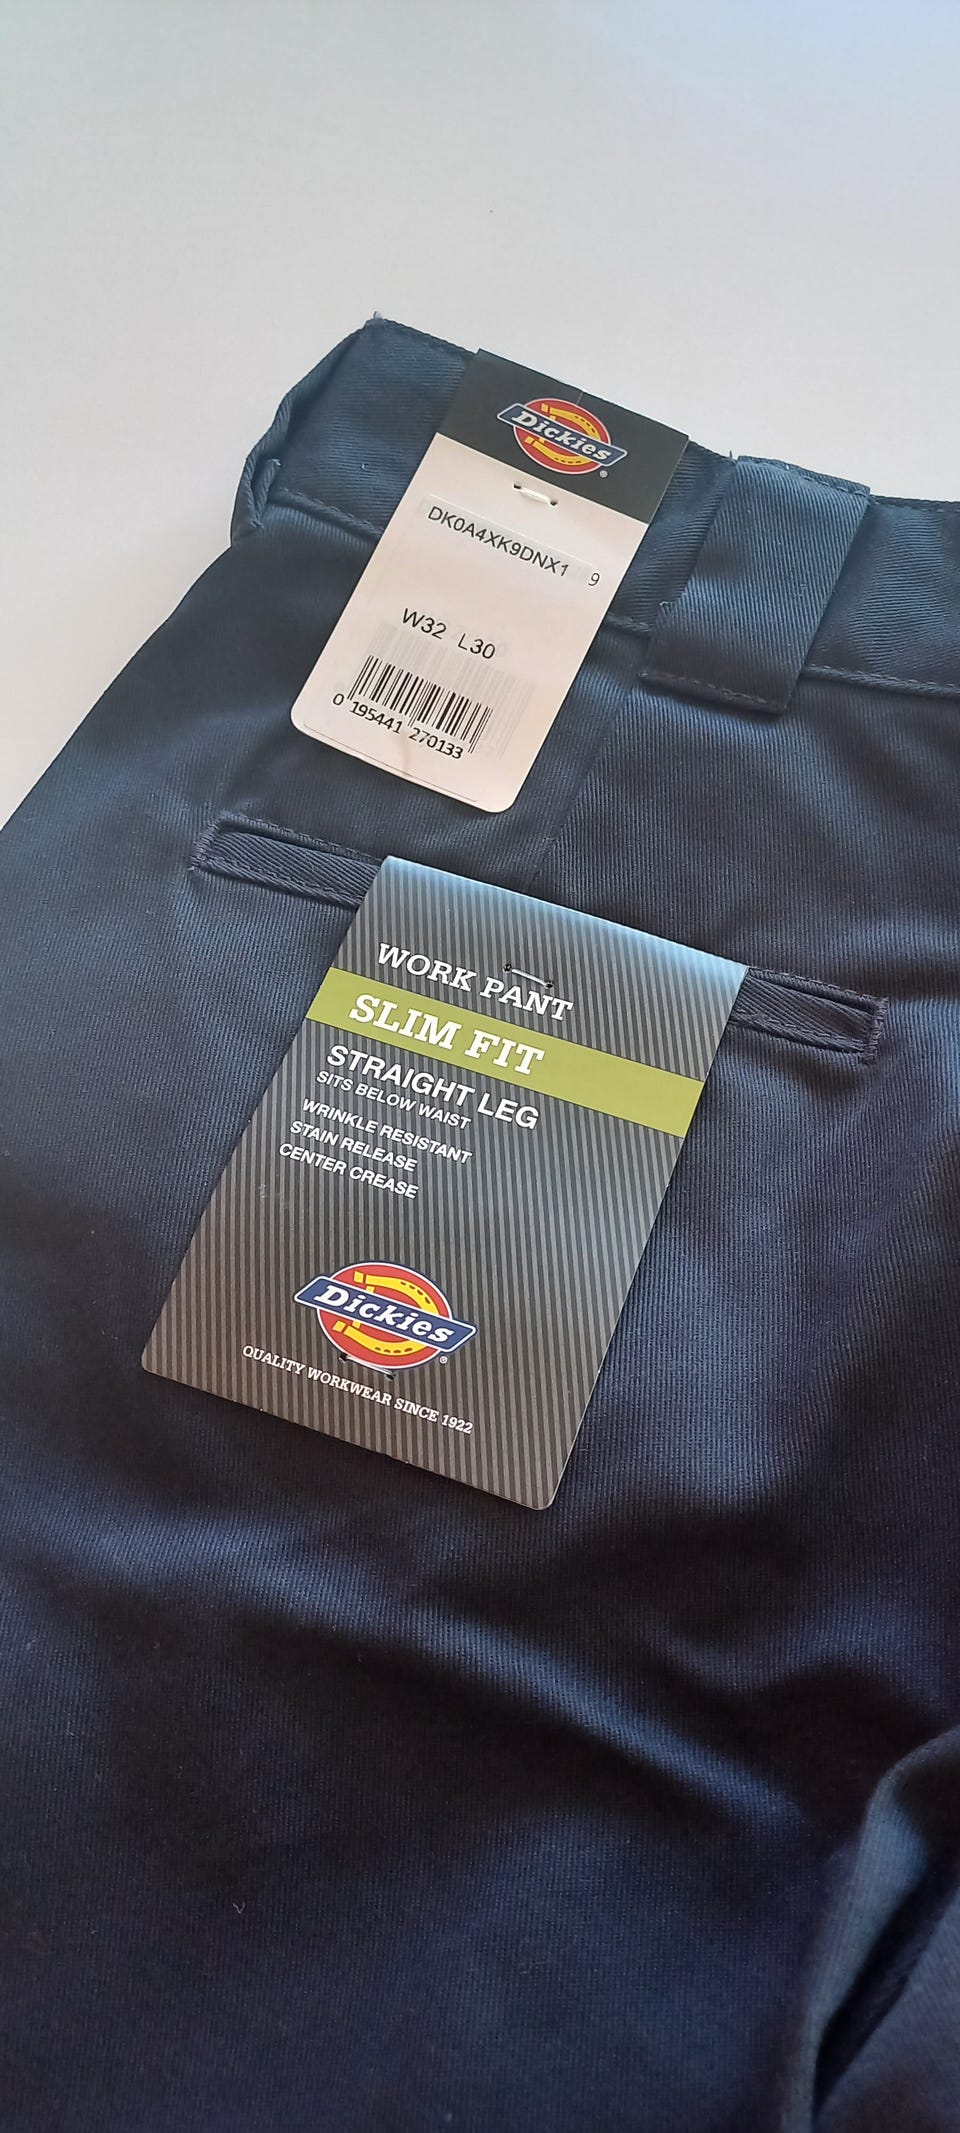 Dickies®
DK0A4XK9DNX1 9
W32 L30
0 195441 270133
WORK PANT
SLIM FIT
STRAIGHT LEG
SITS BELOW WAIST
WRINKLE RESISTANT
STAIN RELEASE
CENTER CREASE
Dickies®
QUALITY WORKWEAR SINCE 1922